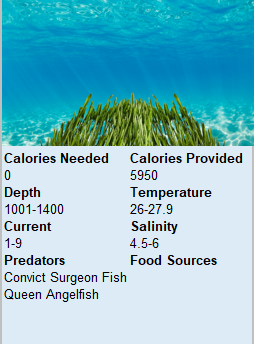 Calories Needed Calories Provided
0 5950
Depth Temperature
1001-1400 26-27.9
Current Salinity
1-9 4.5-6
Predators Food Sources
Convict Surgeon Fish
Queen Angelfish